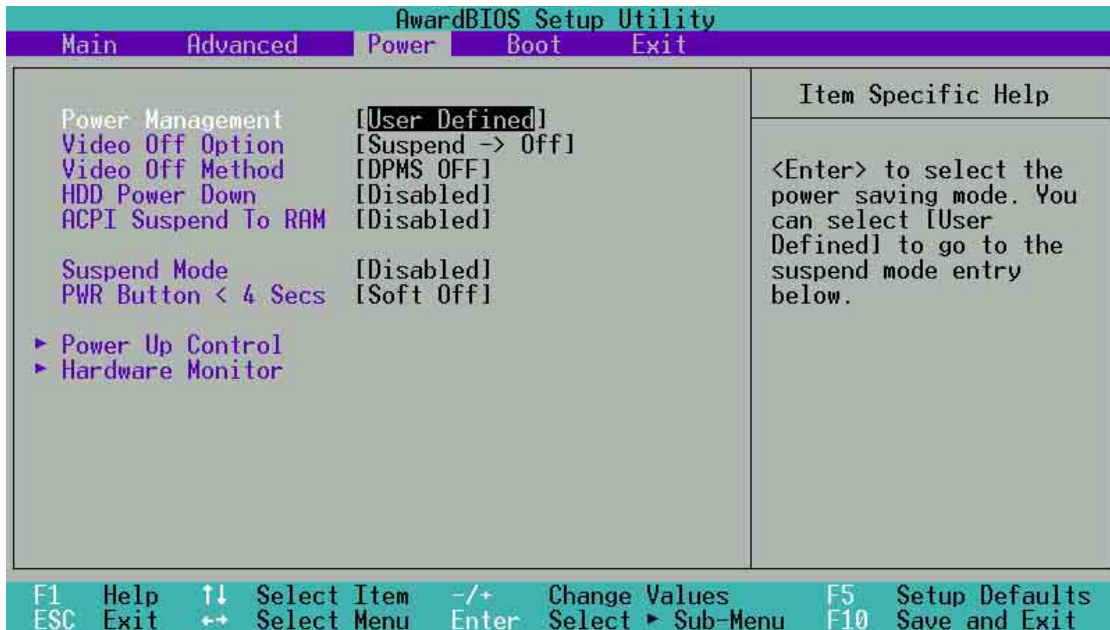 AwardBIOS Setup Utility
Main Advanced Power Boot Exit
Power Management [User Defined]
Video Off Option [Suspend -> Off]
Video Off Method [DPMS OFF]
HDD Power Down [Disabled]
ACPI Suspend To RAM [Disabled]
Suspend Mode [Disabled]
PWR Button < 4 Secs [Soft Off]
► Power Up Control
► Hardware Monitor
Item Specific Help
<Enter> to select the
power saving mode. You
can select [User
Defined] to go to the
suspend mode entry
below.
F1 Help ↑↓ Select Item -/+ Change Values F5 Setup Defaults
ESC Exit ←→ Select Menu Enter Select ► Sub-Menu F10 Save and Exit